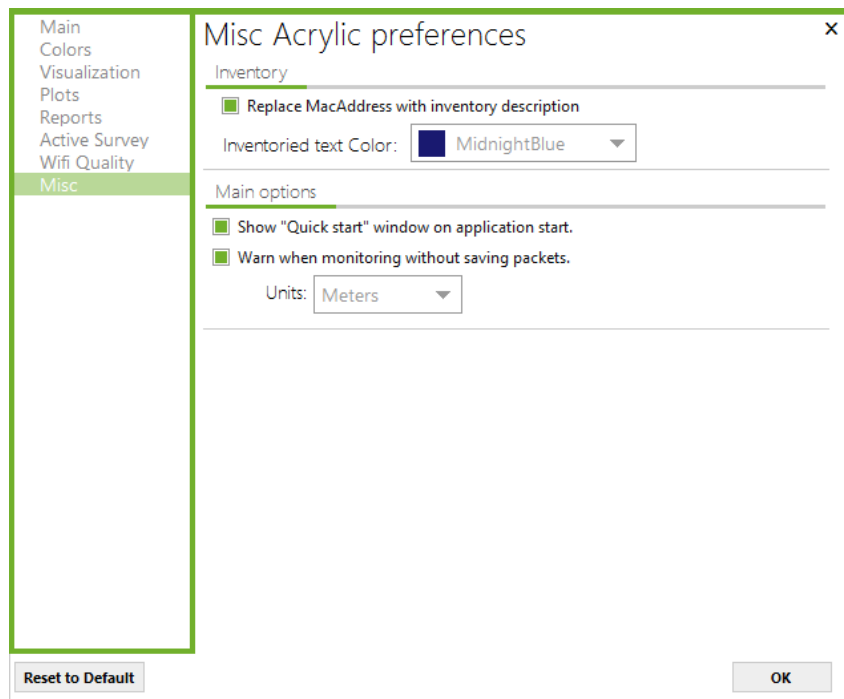 Main
Colors
Visualization
Plots
Reports
Active Survey
Wifi Quality
Misc
Misc Acrylic preferences
Inventory
Replace MacAddress with inventory description
Inventoried text Color: MidnightBlue
Main options
Show "Quick start" window on application start.
Warn when monitoring without saving packets.
Units: Meters
Reset to Default
OK